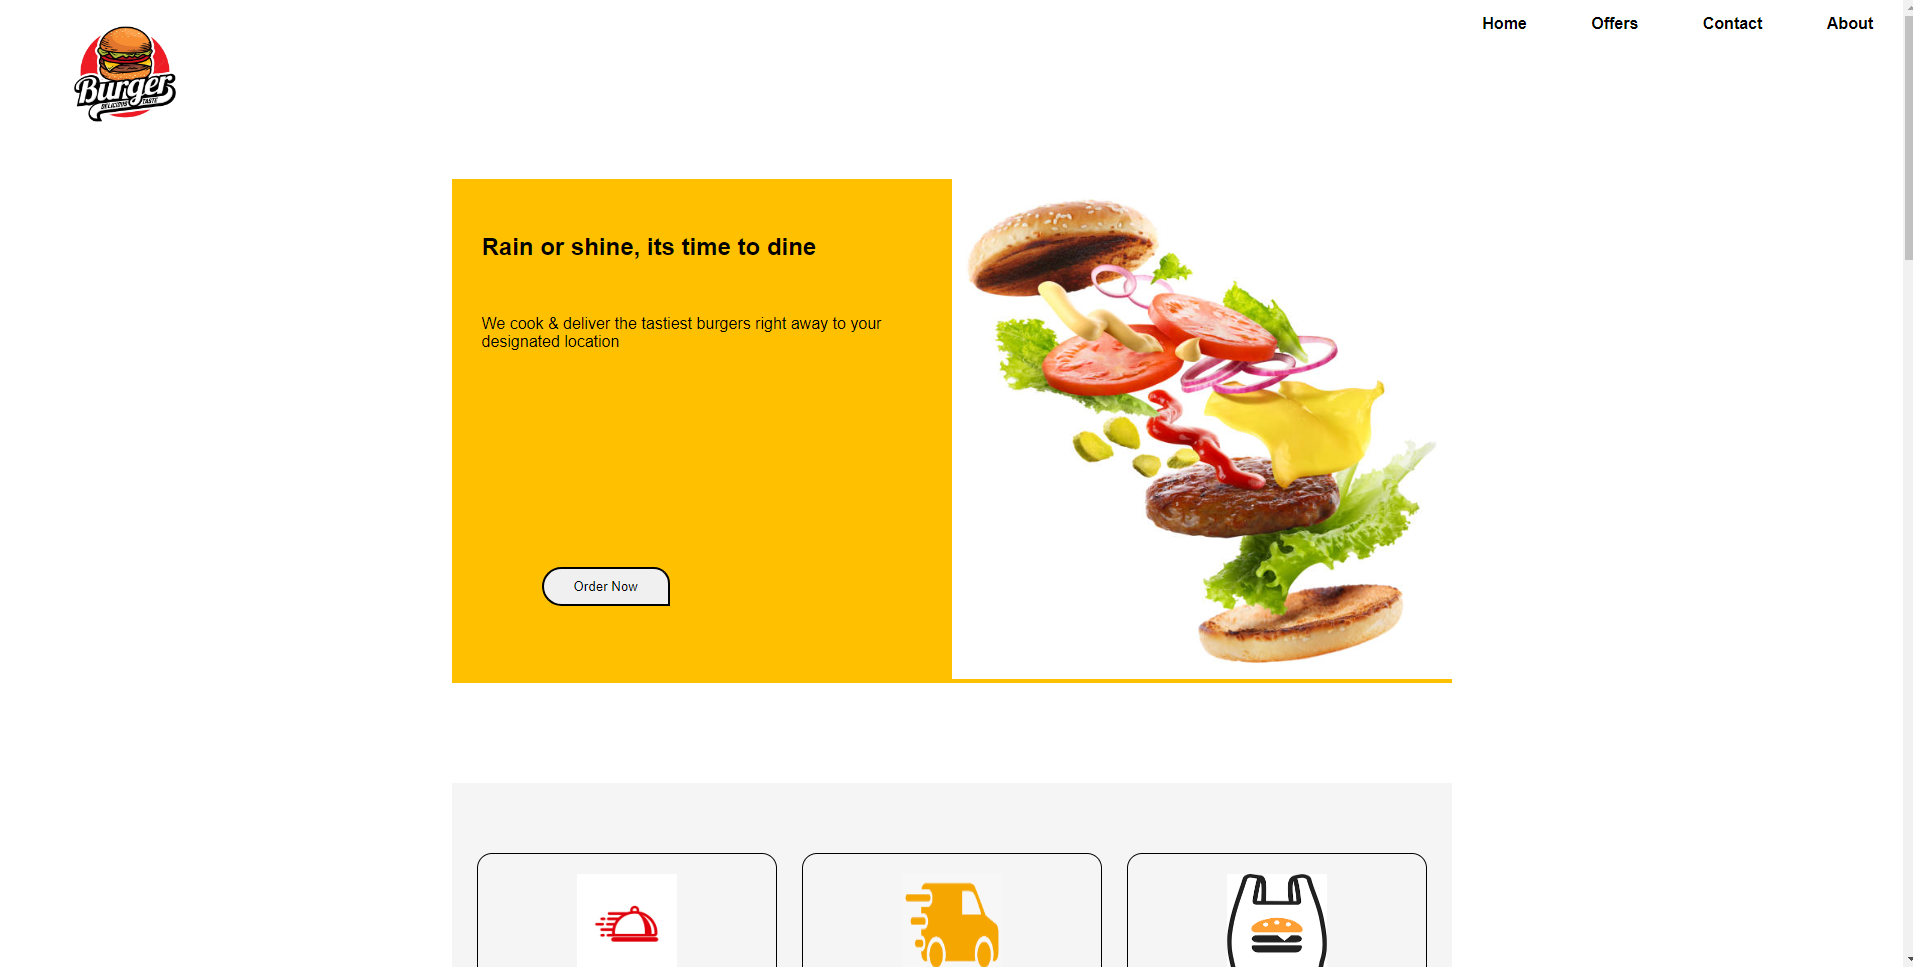 Burger
DELICIOUS TASTE
Home
Offers
Contact
About
Rain or shine, its time to dine
We cook & deliver the tastiest burgers right away to your
designated location
Order Now